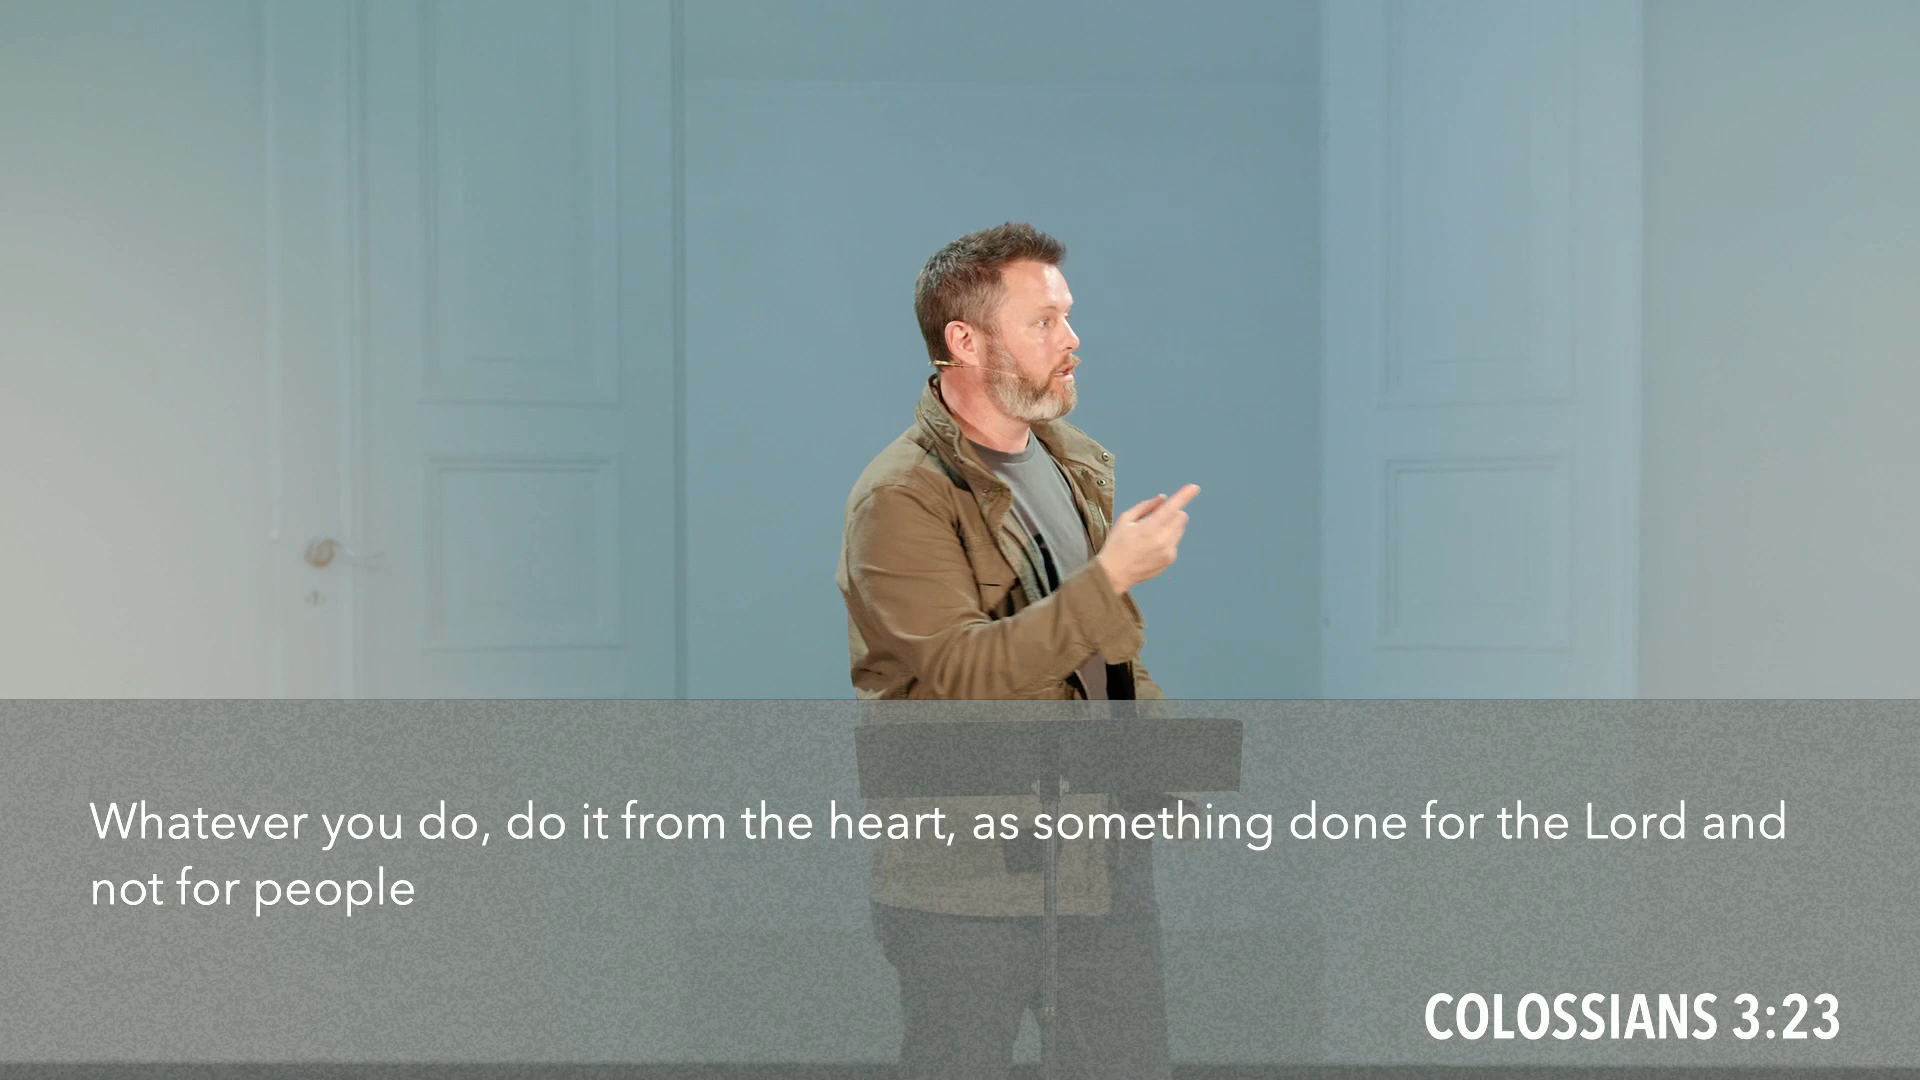 Whatever you do, do it from the heart, as something done for the Lord and
not for people
COLOSSIANS 3:23